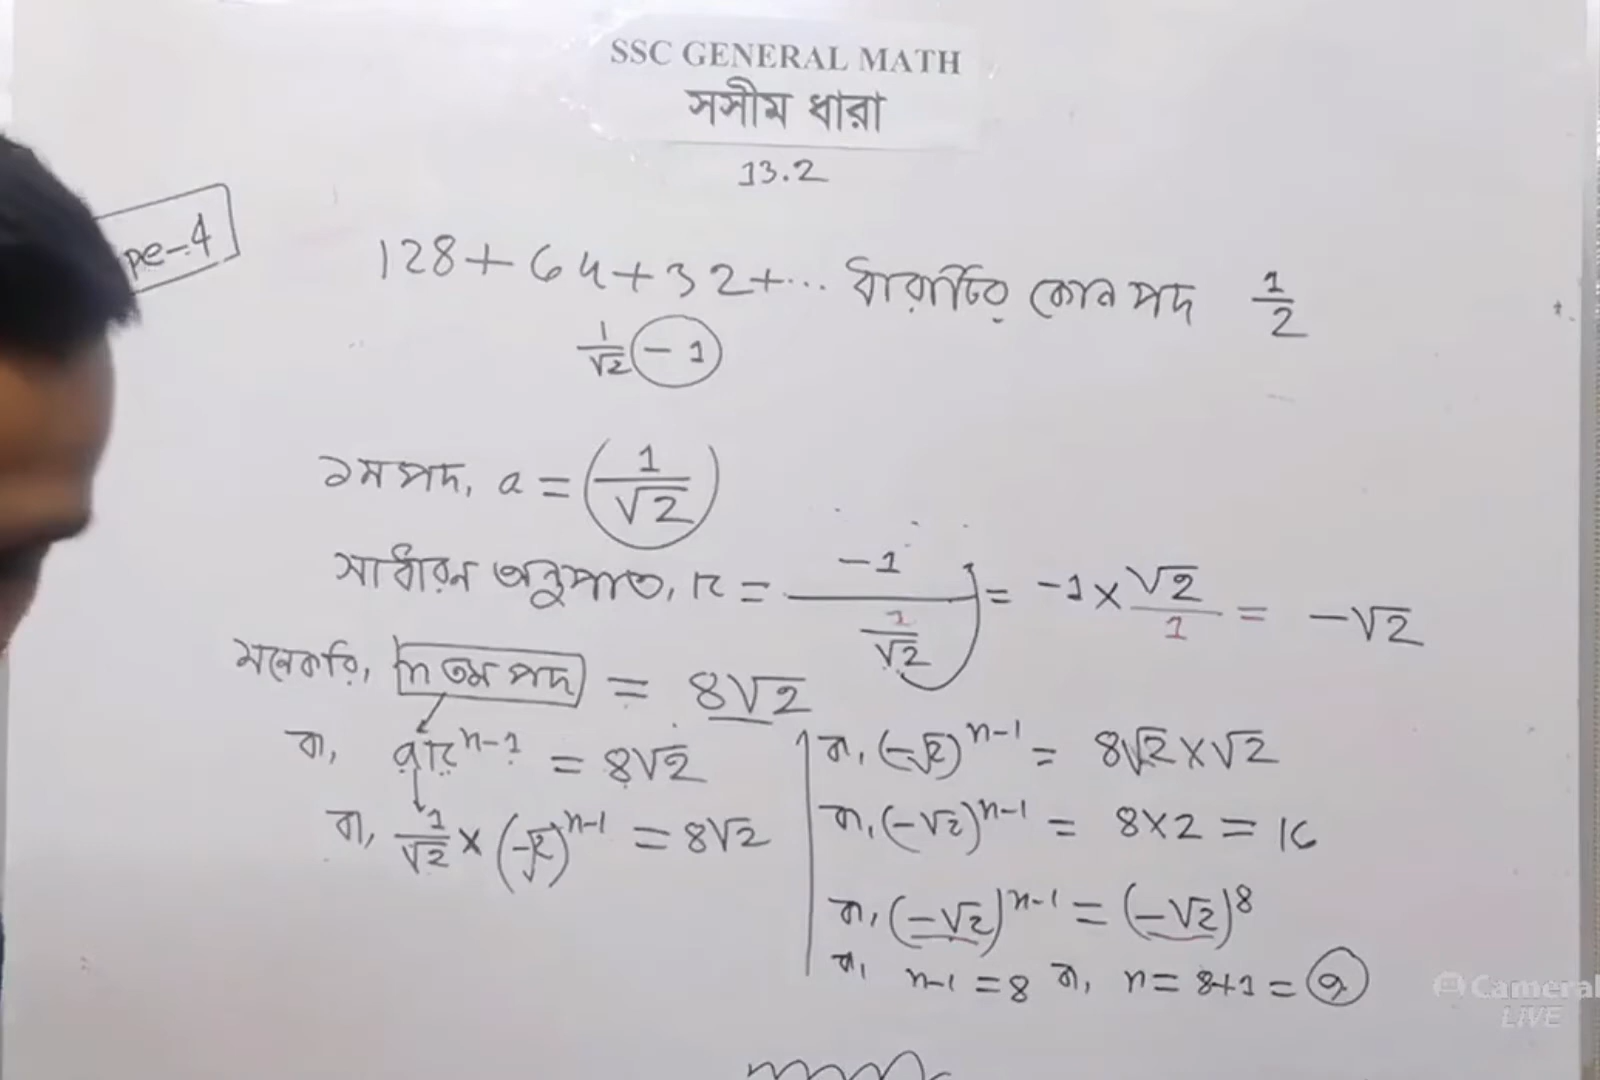 SSC GENERAL MATH
সসীম ধারা
13.2
pe-4
128+64+32+... ধারাটির কোন পদ 1/2
1/√2 - 1
১ম পদ, a = (1/√2)
সাধারন অনুপাত, r = -1/(1/√2) = -1 × √2/1 = -√2
মনেকরি, n তম পদ = 8√2
বা, ar^(n-1) = 8√2
বা, 1/√2 × (-√2)^(n-1) = 8√2
বা, (-√2)^(n-1) = 8√2 × √2
বা, (-√2)^(n-1) = 8×2 = 16
বা, (-√2)^(n-1) = (-√2)^8
বা, n-1 = 8 বা, n = 8+1 = 9
Camera
LIVE